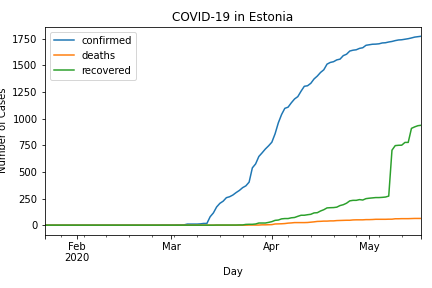 COVID-19 in Estonia
confirmed
deaths
recovered
1750
1500
1250
1000
750
500
250
0
Number of Cases
Feb
2020
Mar
Apr
May
Day